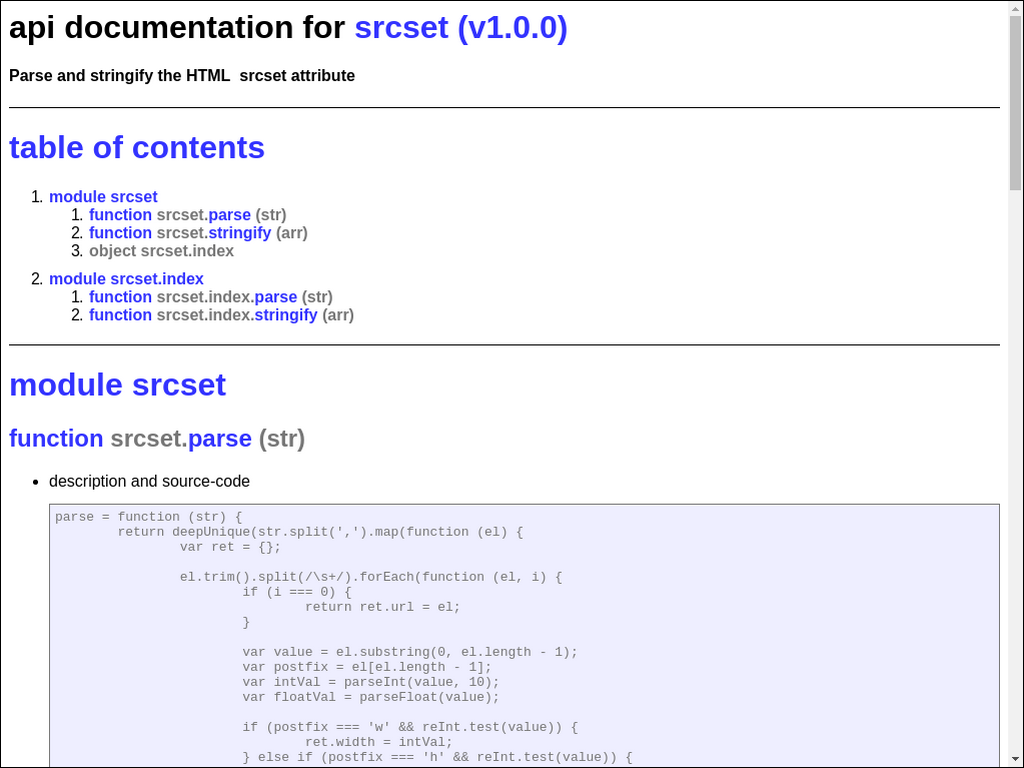 api documentation for srcset (v1.0.0)
Parse and stringify the HTML  srcset attribute
table of contents
1. module srcset
1. function srcset.parse (str)
2. function srcset.stringify (arr)
3. object srcset.index
2. module srcset.index
1. function srcset.index.parse (str)
2. function srcset.index.stringify (arr)
module srcset
function srcset.parse (str)
• description and source-code
parse = function (str) {
        return deepUnique(str.split(',').map(function (el) {
                var ret = {};
                el.trim().split(/\s+/).forEach(function (el, i) {
                        if (i === 0) {
                                return ret.url = el;
                        }
                        var value = el.substring(0, el.length - 1);
                        var postfix = el[el.length - 1];
                        var intVal = parseInt(value, 10);
                        var floatVal = parseFloat(value);
                        if (postfix === 'w' && reInt.test(value)) {
                                ret.width = intVal;
                        } else if (postfix === 'h' && reInt.test(value)) {